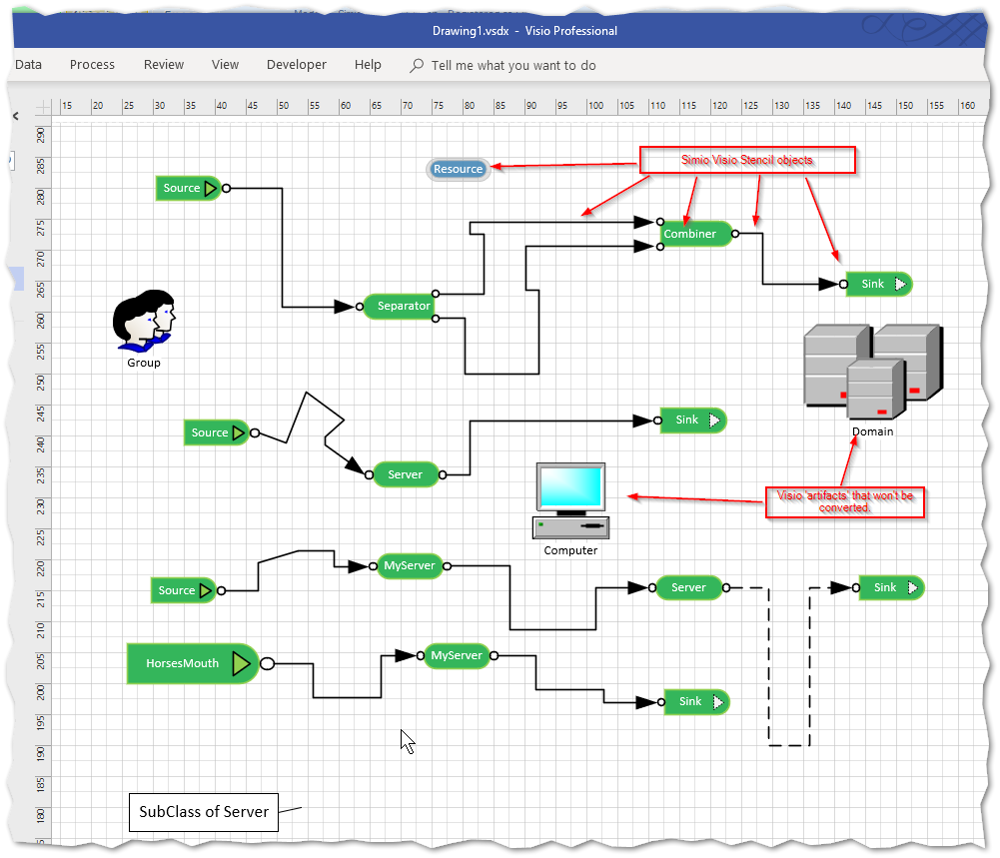 Drawing1.vsdx - Visio Professional
Data Process Review View Developer Help Tell me what you want to do
15 20 25 30 35 40 45 50 55 60 65 70 75 80 85 90 95 100 105 110 115 120 125 130 135 140 145 150 155 160
290
285
280
275
270
265
260
255
250
245
240
235
230
225
220
215
210
205
200
195
190
185
180
Simio Visio Stencil objects
Resource
Source
Combiner
Sink
Separator
Group
Domain
Source
Server
Sink
Visio 'artifacts' that won't be
converted.
Computer
Source
MyServer
Server
Sink
HorsesMouth
MyServer
Sink
SubClass of Server